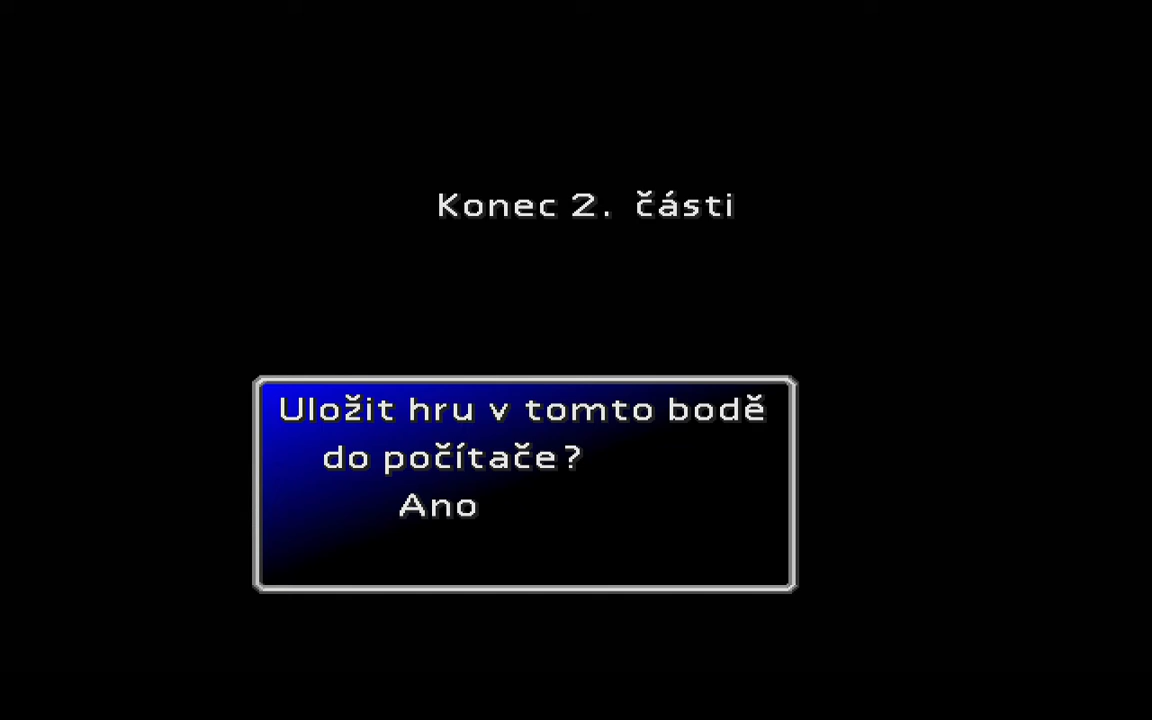 Konec 2. části
Uložit hru v tomto bodě
do počítače?
Ano